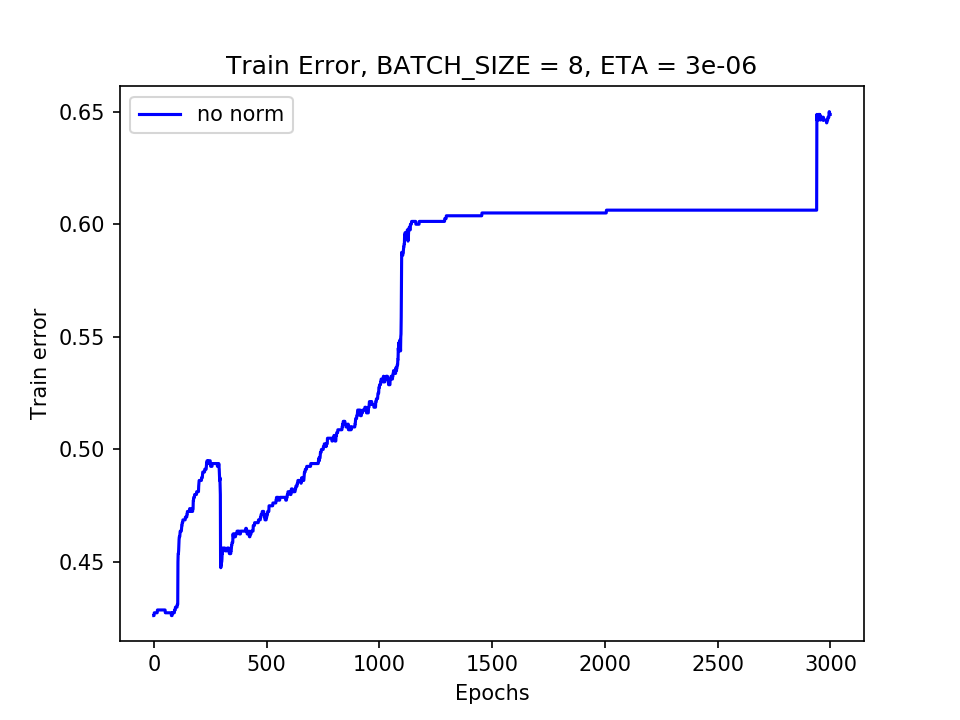 Train Error, BATCH_SIZE = 8, ETA = 3e-06
no norm
0.65
0.60
0.55
0.50
0.45
Train error
0 500 1000 1500 2000 2500 3000
Epochs